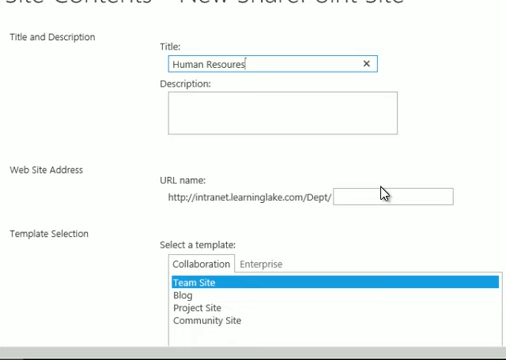 Site Contents New SharePoint Site
Title and Description
Title:
Human Resoures
Description:
Web Site Address
URL name:
http://intranet.learninglake.com/Dept/
Template Selection
Select a template:
Collaboration Enterprise
Team Site
Blog
Project Site
Community Site